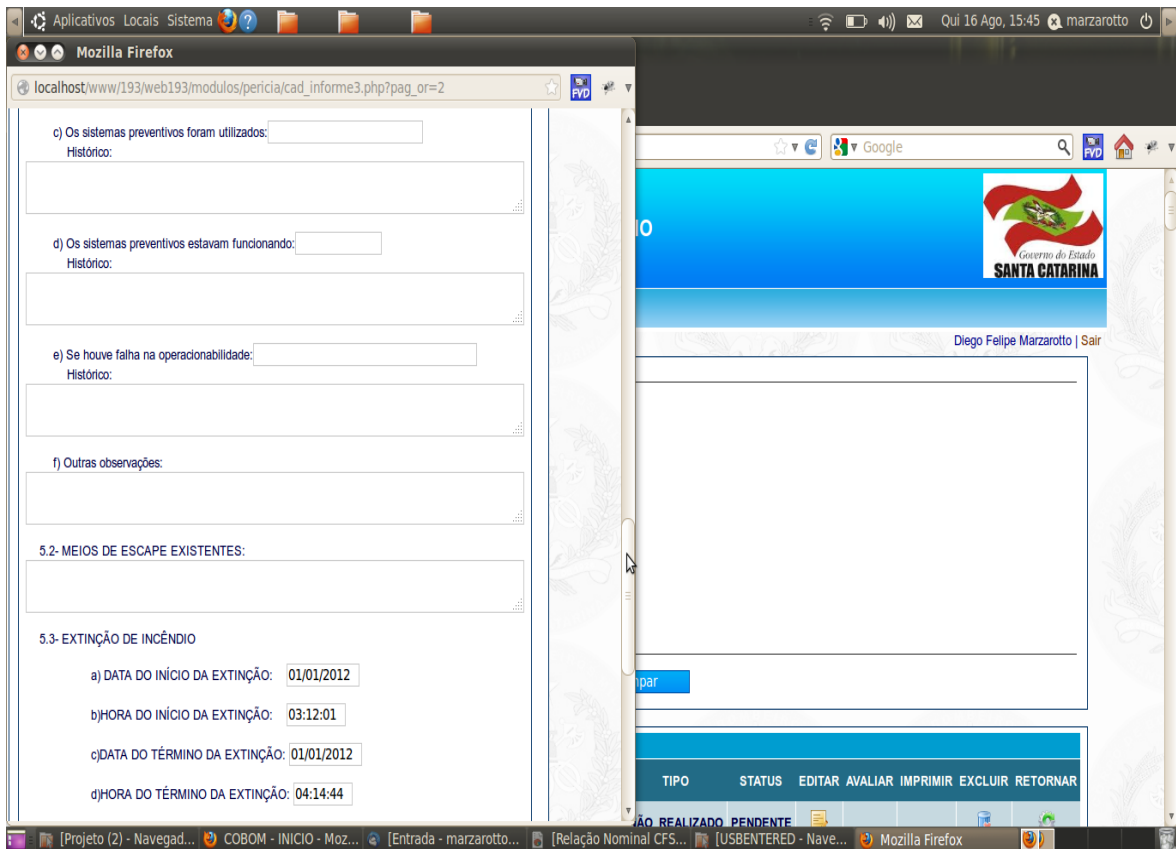 Aplicativos Locais Sistema
Qui 16 Ago, 15:45 marzarotto
Mozilla Firefox
localhost/www/193/web193/modulos/pericia/cad_informe3.php?pag_or=2
FVD
c) Os sistemas preventivos foram utilizados:
Histórico:
d) Os sistemas preventivos estavam funcionando:
Histórico:
e) Se houve falha na operacionabilidade:
Histórico:
f) Outras observações:
5.2- MEIOS DE ESCAPE EXISTENTES:
5.3- EXTINÇÃO DE INCÊNDIO
a) DATA DO INÍCIO DA EXTINÇÃO: 01/01/2012
b)HORA DO INÍCIO DA EXTINÇÃO: 03:12:01
c)DATA DO TÉRMINO DA EXTINÇÃO: 01/01/2012
d)HORA DO TÉRMINO DA EXTINÇÃO: 04:14:44
Google
FVD
IO
Governo do Estado
SANTA CATARINA
Diego Felipe Marzarotto | Sair
npar
TIPO STATUS EDITAR AVALIAR IMPRIMIR EXCLUIR RETORNAR
ÃO REALIZADO PENDENTE
[Projeto (2) - Navegad... COBOM - INICIO - Moz... [Entrada - marzarotto... [Relação Nominal CFS... [USBENTERED - Nave... Mozilla Firefox